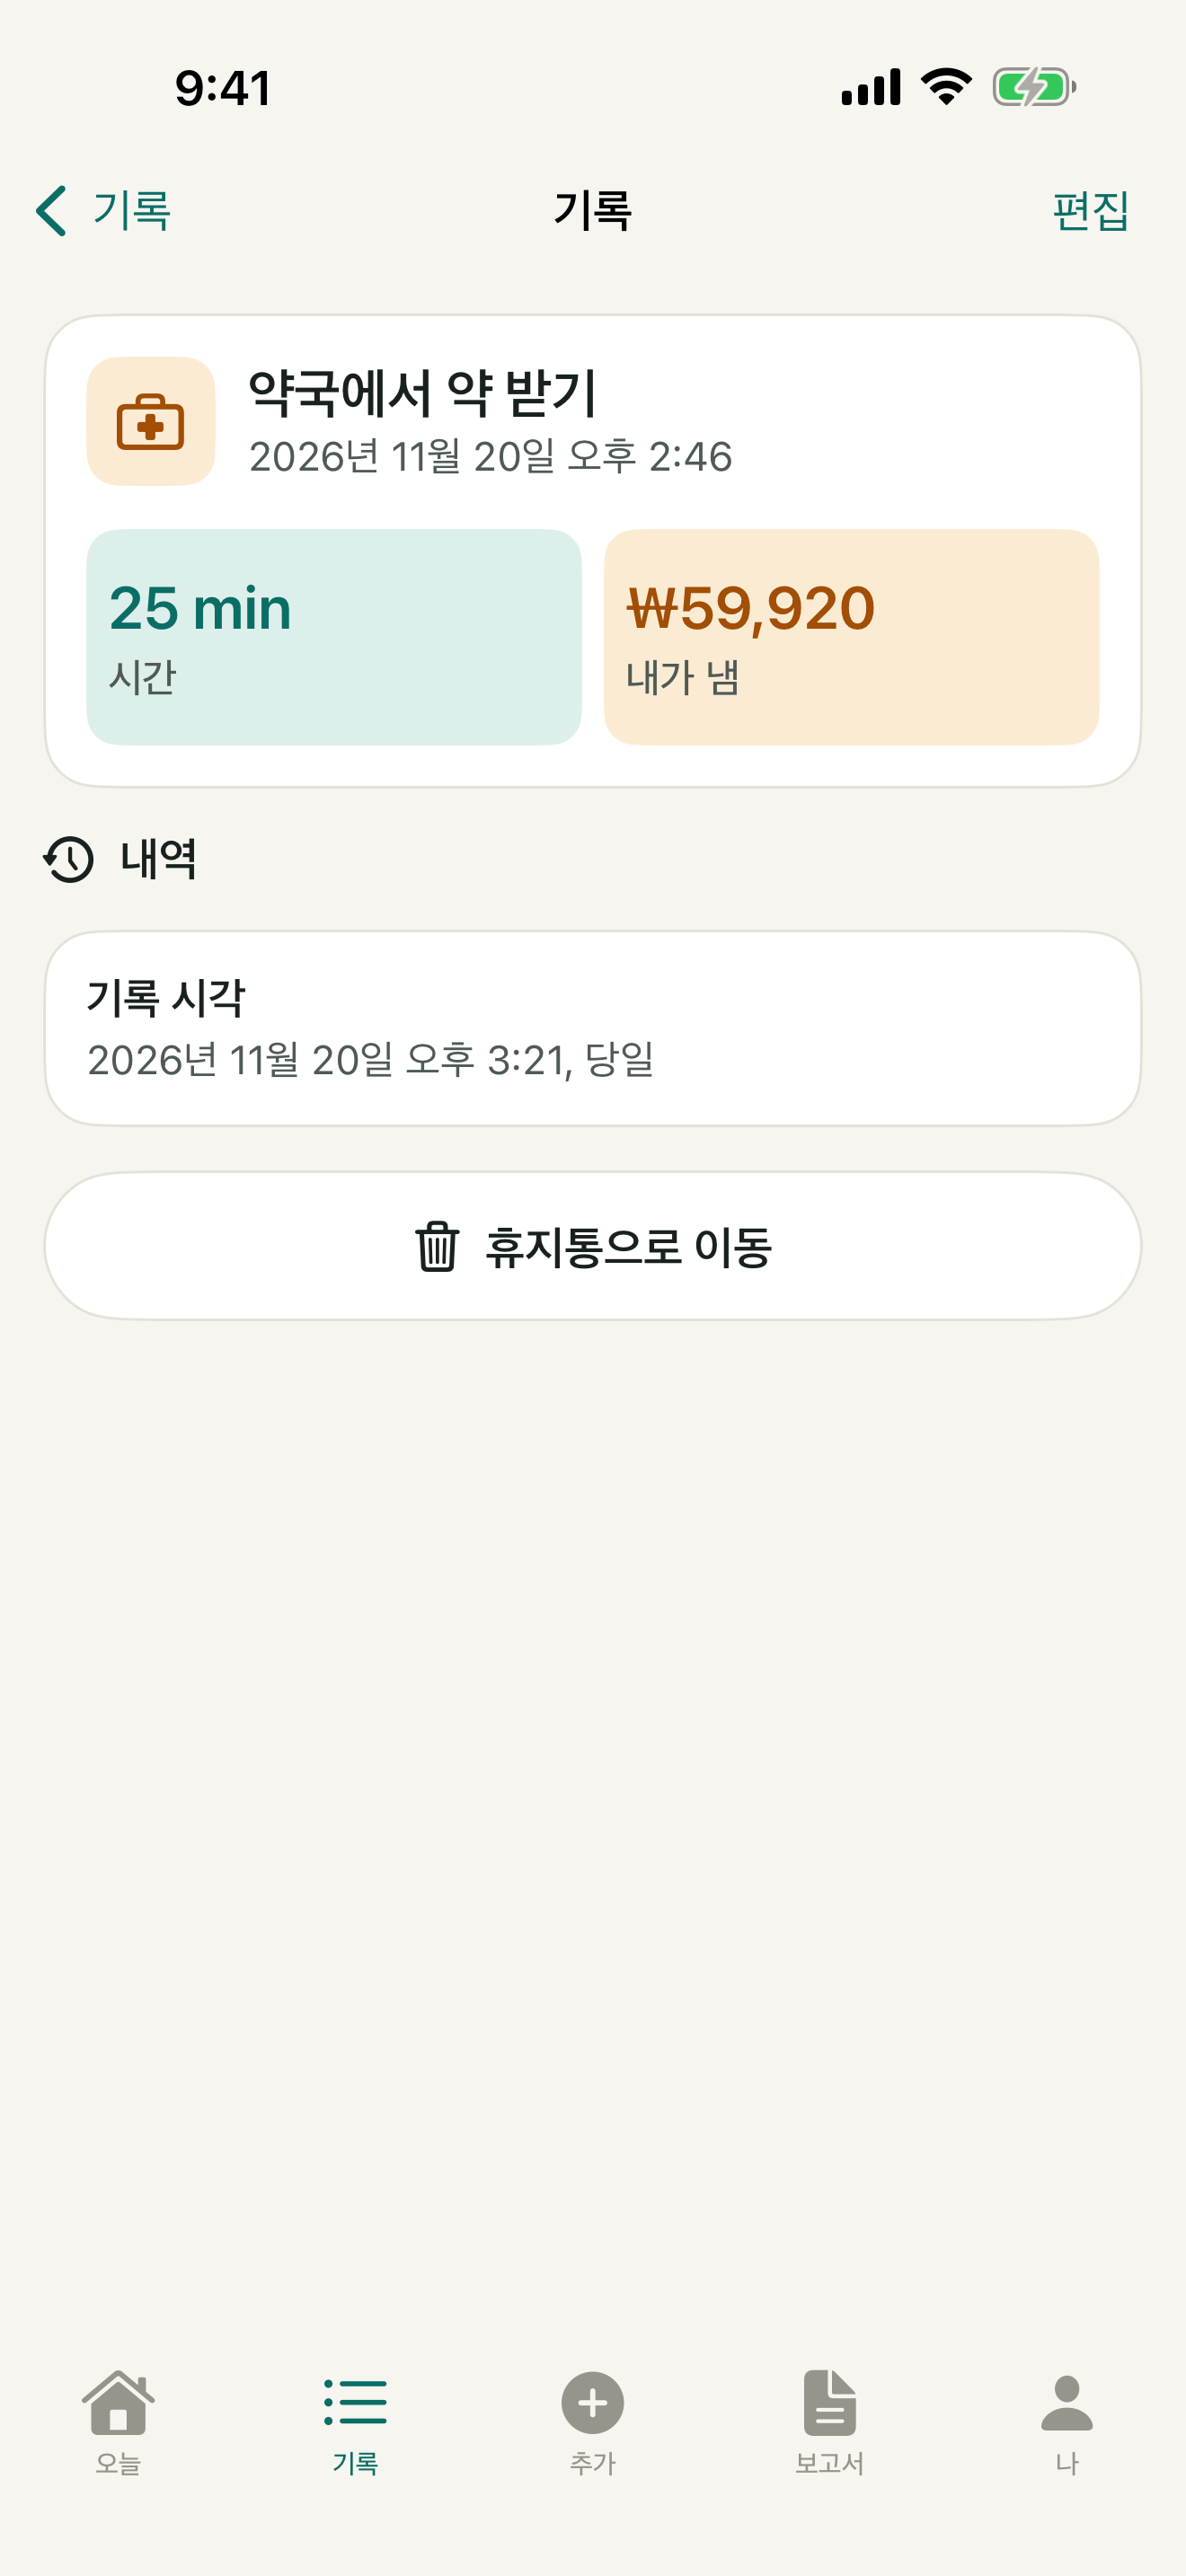 9:41
기록
기록
편집
약국에서 약 받기
2026년 11월 20일 오후 2:46
25 min
시간
₩59,920
내가 냄
내역
기록 시각
2026년 11월 20일 오후 3:21, 당일
휴지통으로 이동
오늘
기록
추가
보고서
나